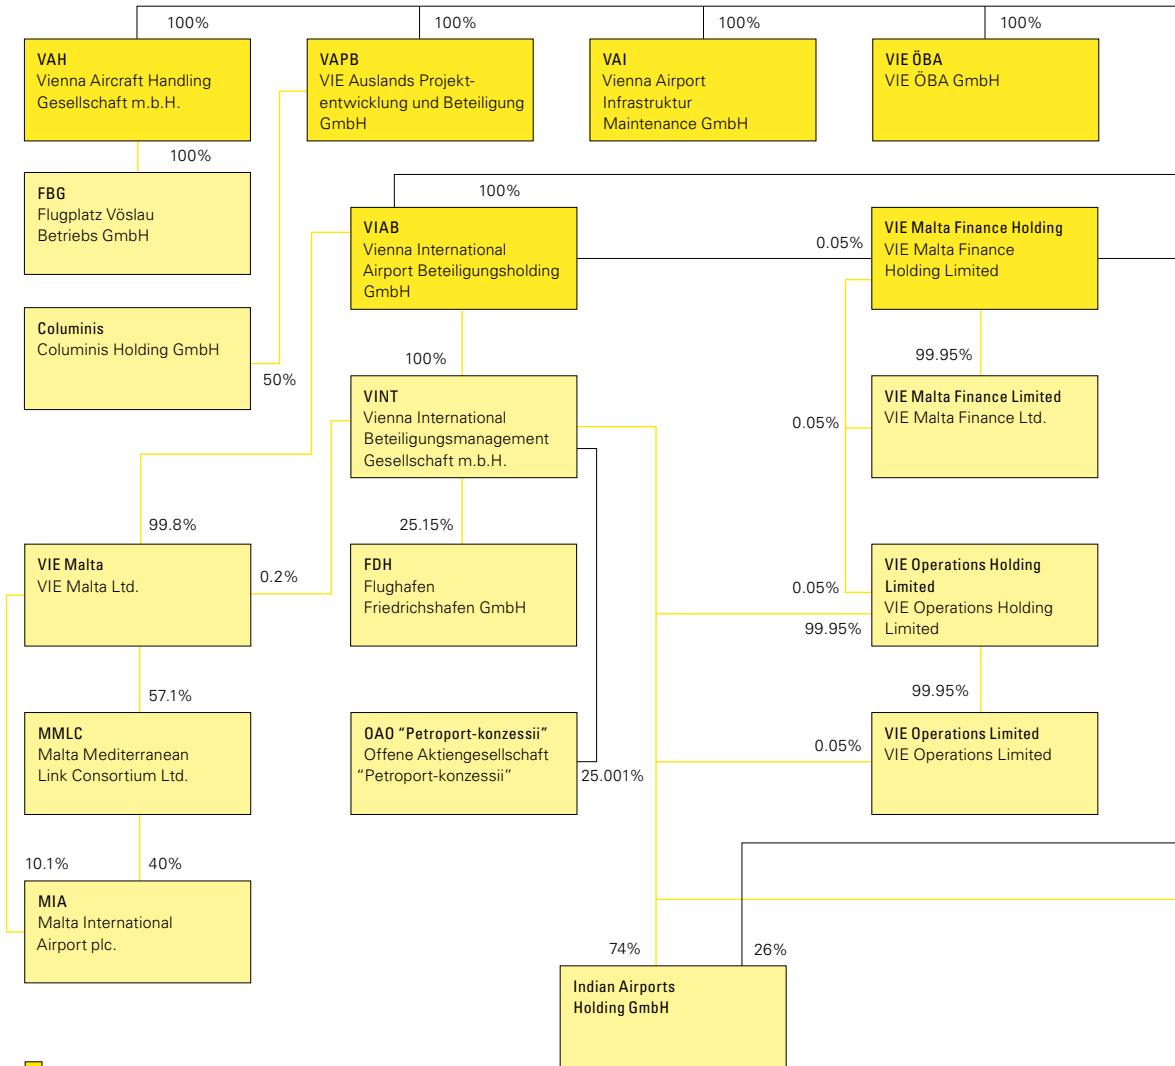 100%
100%
100%
100%
VAH
Vienna Aircraft Handling
Gesellschaft m.b.H.
VAPB
VIE Auslands Projekt-
entwicklung und Beteiligung
GmbH
VAI
Vienna Airport
Infrastruktur
Maintenance GmbH
VIE ÖBA
VIE ÖBA GmbH
100%
FBG
Flugplatz Vöslau
Betriebs GmbH
100%
VIAB
Vienna International
Airport Beteiligungsholding
GmbH
0.05%
VIE Malta Finance Holding
VIE Malta Finance
Holding Limited
Columinis
Columinis Holding GmbH
50%
100%
99.95%
VINT
Vienna International
Beteiligungsmanagement
Gesellschaft m.b.H.
0.05%
VIE Malta Finance Limited
VIE Malta Finance Ltd.
99.8%
25.15%
VIE Malta
VIE Malta Ltd.
0.2%
FDH
Flughafen
Friedrichshafen GmbH
0.05%
99.95%
VIE Operations Holding
Limited
VIE Operations Holding
Limited
57.1%
99.95%
MMLC
Malta Mediterranean
Link Consortium Ltd.
OAO “Petroport-konzessii”
Offene Aktiengesellschaft
“Petroport-konzessii”
25.001%
0.05%
VIE Operations Limited
VIE Operations Limited
10.1%
40%
MIA
Malta International
Airport plc.
74%
26%
Indian Airports
Holding GmbH